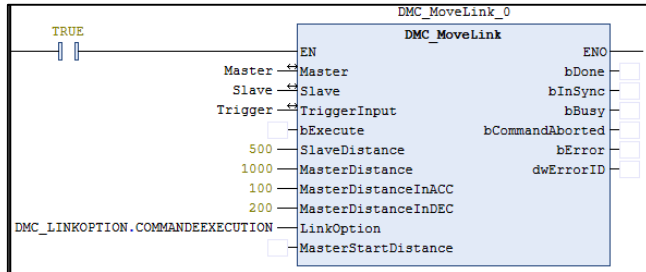 DMC_MoveLink_0
TRUE
DMC_MoveLink
EN ENO
Master Master bDone
Slave Slave bInSync
Trigger TriggerInput bBusy
bExecute bCommandAborted
500 SlaveDistance bError
1000 MasterDistance dwErrorID
100 MasterDistanceInACC
200 MasterDistanceInDEC
DMC_LINKOPTION.COMMANDEEXECUTION LinkOption
MasterStartDistance